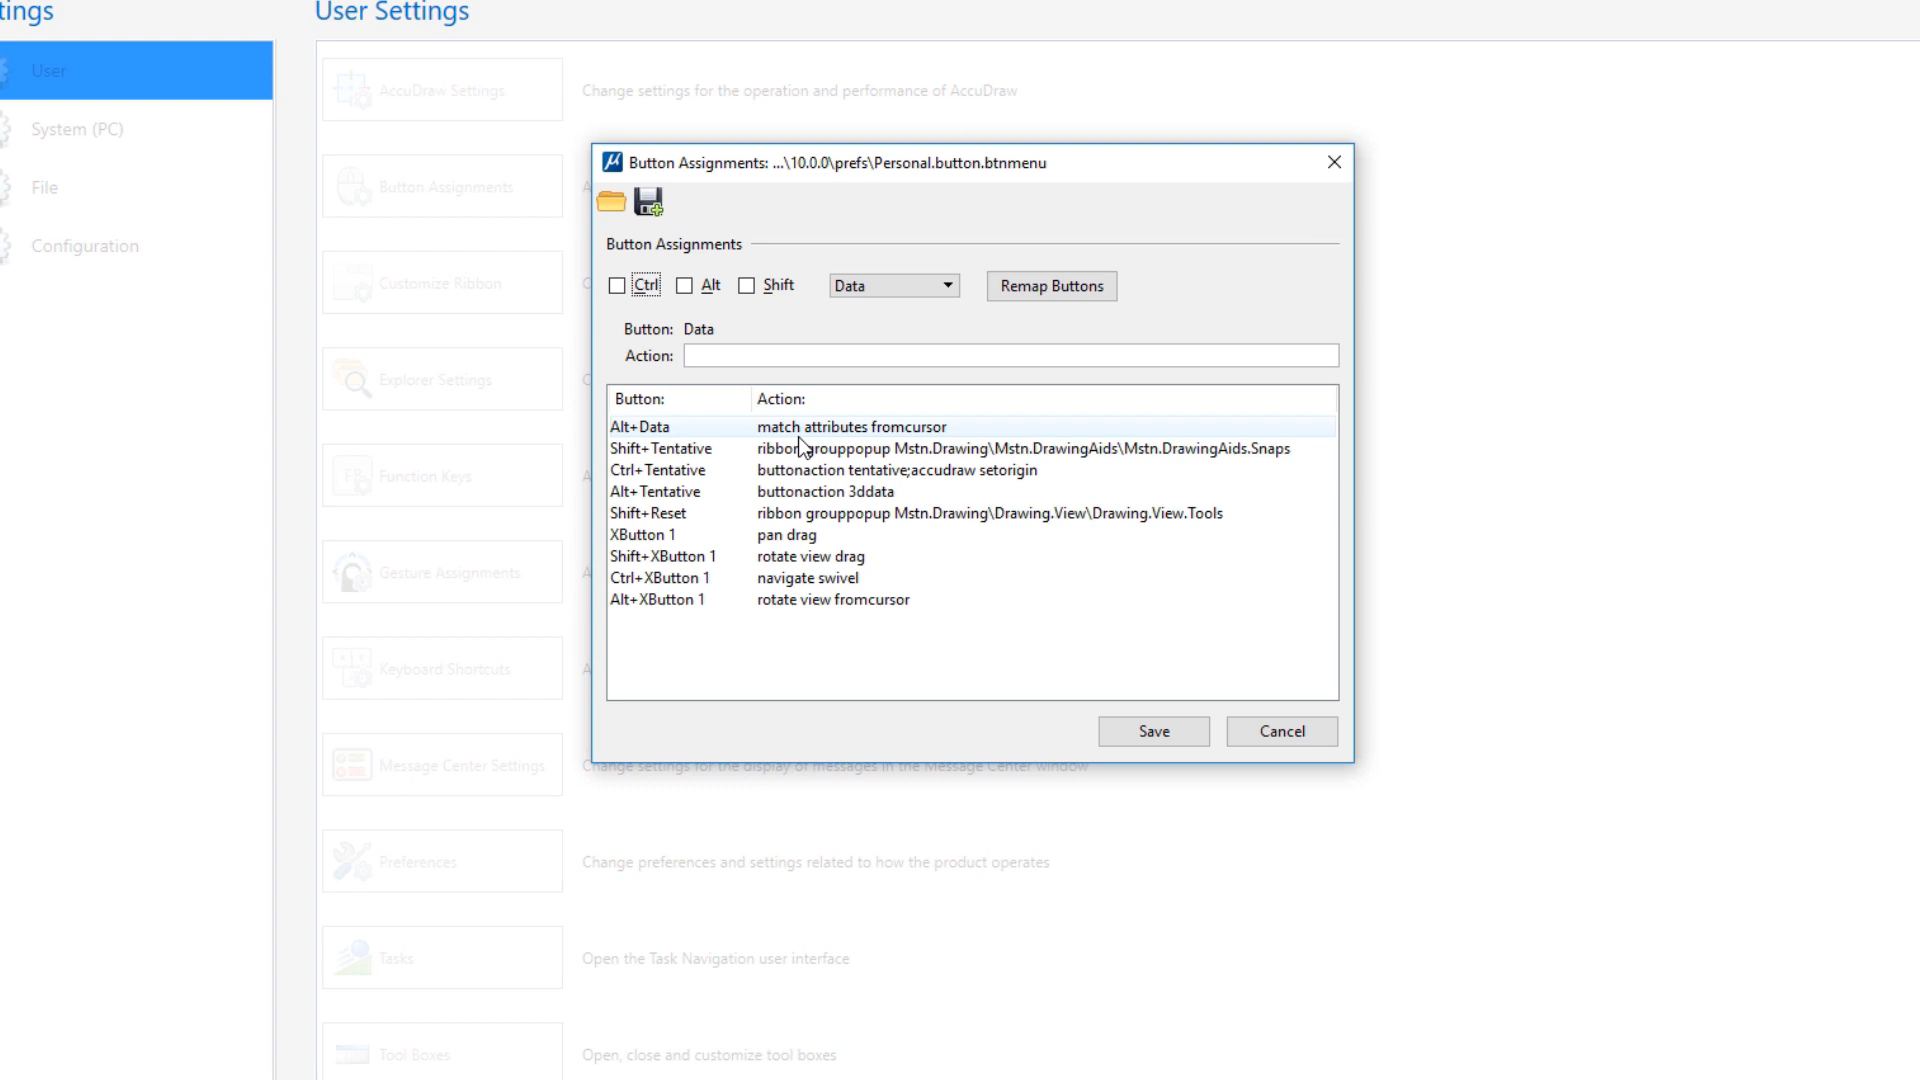 tings
User Settings
User
System (PC)
File
Configuration
AccuDraw Settings
Change settings for the operation and performance of AccuDraw
Button Assignments
A
Customize Ribbon
C
Explorer Settings
C
Function Keys
A
Gesture Assignments
A
Keyboard Shortcuts
A
Message Center Settings
Change settings for the display of messages in the Message Center window
Preferences
Change preferences and settings related to how the product operates
Tasks
Open the Task Navigation user interface
Tool Boxes
Open, close and customize tool boxes
Button Assignments: ...\10.0.0\prefs\Personal.button.btnmenu
Button Assignments
Ctrl Alt Shift Data Remap Buttons
Button: Data
Action:
Button: Action:
Alt+Data match attributes fromcursor
Shift+Tentative ribbon grouppopup Mstn.Drawing\Mstn.DrawingAids\Mstn.DrawingAids.Snaps
Ctrl+Tentative buttonaction tentative;accudraw setorigin
Alt+Tentative buttonaction 3ddata
Shift+Reset ribbon grouppopup Mstn.Drawing\Drawing.View\Drawing.View.Tools
XButton 1 pan drag
Shift+XButton 1 rotate view drag
Ctrl+XButton 1 navigate swivel
Alt+XButton 1 rotate view fromcursor
Save Cancel